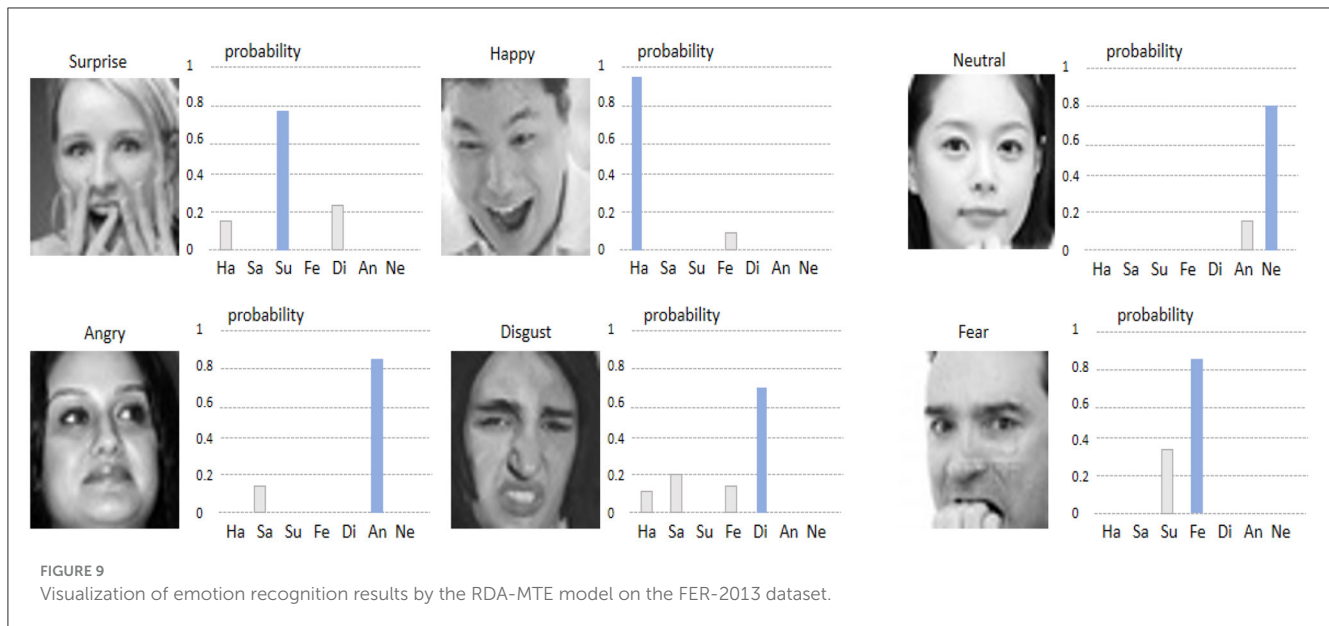 Surprise
probability
1
0.8
0.6
0.4
0.2
0
Ha Sa Su Fe Di An Ne
Happy
probability
1
0.8
0.6
0.4
0.2
0
Ha Sa Su Fe Di An Ne
Neutral
probability
1
0.8
0.6
0.4
0.2
0
Ha Sa Su Fe Di An Ne
Angry
probability
1
0.8
0.6
0.4
0.2
0
Ha Sa Su Fe Di An Ne
Disgust
probability
1
0.8
0.6
0.4
0.2
0
Ha Sa Su Fe Di An Ne
Fear
probability
1
0.8
0.6
0.4
0.2
0
Ha Sa Su Fe Di An Ne
FIGURE 9
Visualization of emotion recognition results by the RDA-MTE model on the FER-2013 dataset.